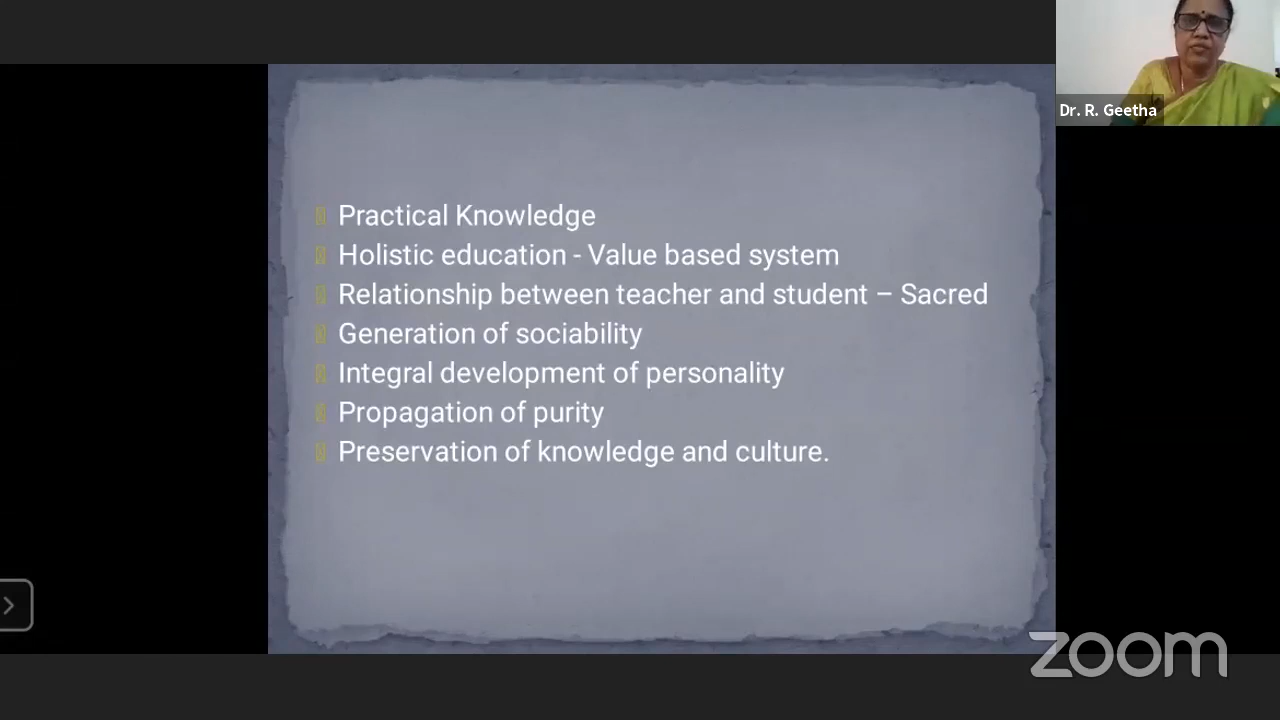 Dr. R. Geetha
Practical Knowledge
Holistic education - Value based system
Relationship between teacher and student – Sacred
Generation of sociability
Integral development of personality
Propagation of purity
Preservation of knowledge and culture.
zoom